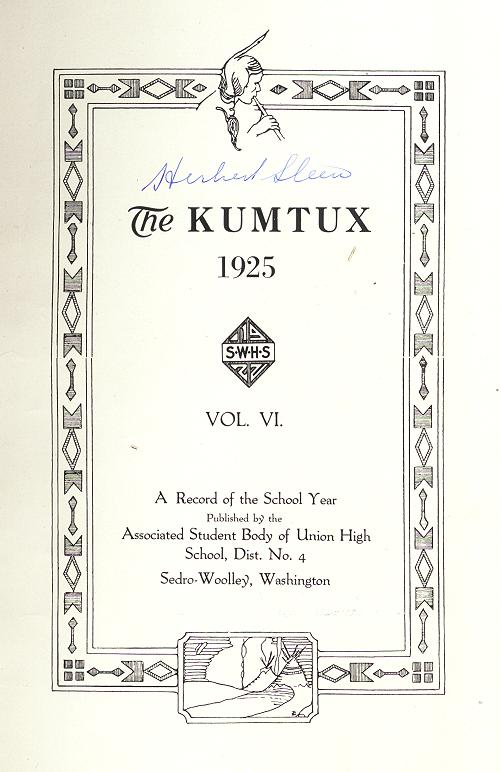 Herbert Sleen
The KUMTUX
1925
S·W·H·S
VOL. VI.
A Record of the School Year
Published by the
Associated Student Body of Union High
School, Dist. No. 4
Sedro-Woolley, Washington